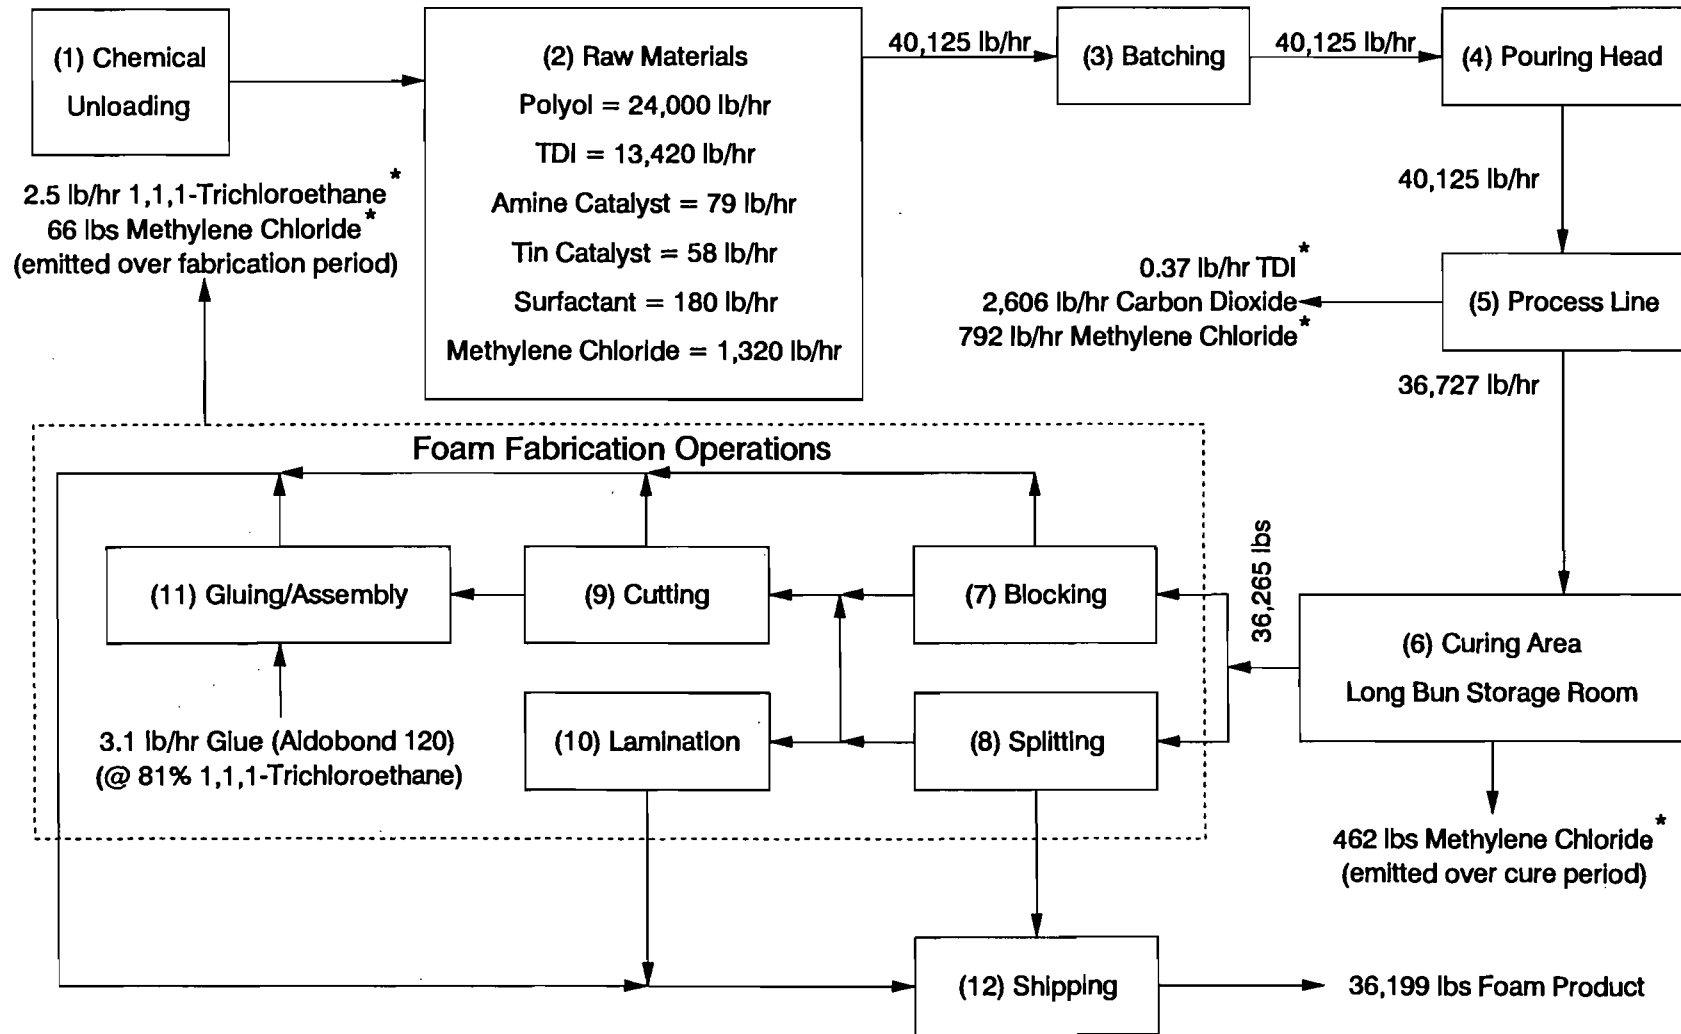 (1) Chemical
Unloading
(2) Raw Materials
Polyol = 24,000 lb/hr
TDI = 13,420 lb/hr
Amine Catalyst = 79 lb/hr
Tin Catalyst = 58 lb/hr
Surfactant = 180 lb/hr
Methylene Chloride = 1,320 lb/hr
40,125 lb/hr
(3) Batching
40,125 lb/hr
(4) Pouring Head
40,125 lb/hr
2.5 lb/hr 1,1,1-Trichloroethane*
66 lbs Methylene Chloride*
(emitted over fabrication period)
0.37 lb/hr TDI*
2,606 lb/hr Carbon Dioxide
792 lb/hr Methylene Chloride*
(5) Process Line
36,727 lb/hr
Foam Fabrication Operations
(11) Gluing/Assembly
(9) Cutting
(7) Blocking
36,265 lbs
(6) Curing Area
Long Bun Storage Room
3.1 lb/hr Glue (Aldobond 120)
(@ 81% 1,1,1-Trichloroethane)
(10) Lamination
(8) Splitting
462 lbs Methylene Chloride*
(emitted over cure period)
(12) Shipping
36,199 lbs Foam Product